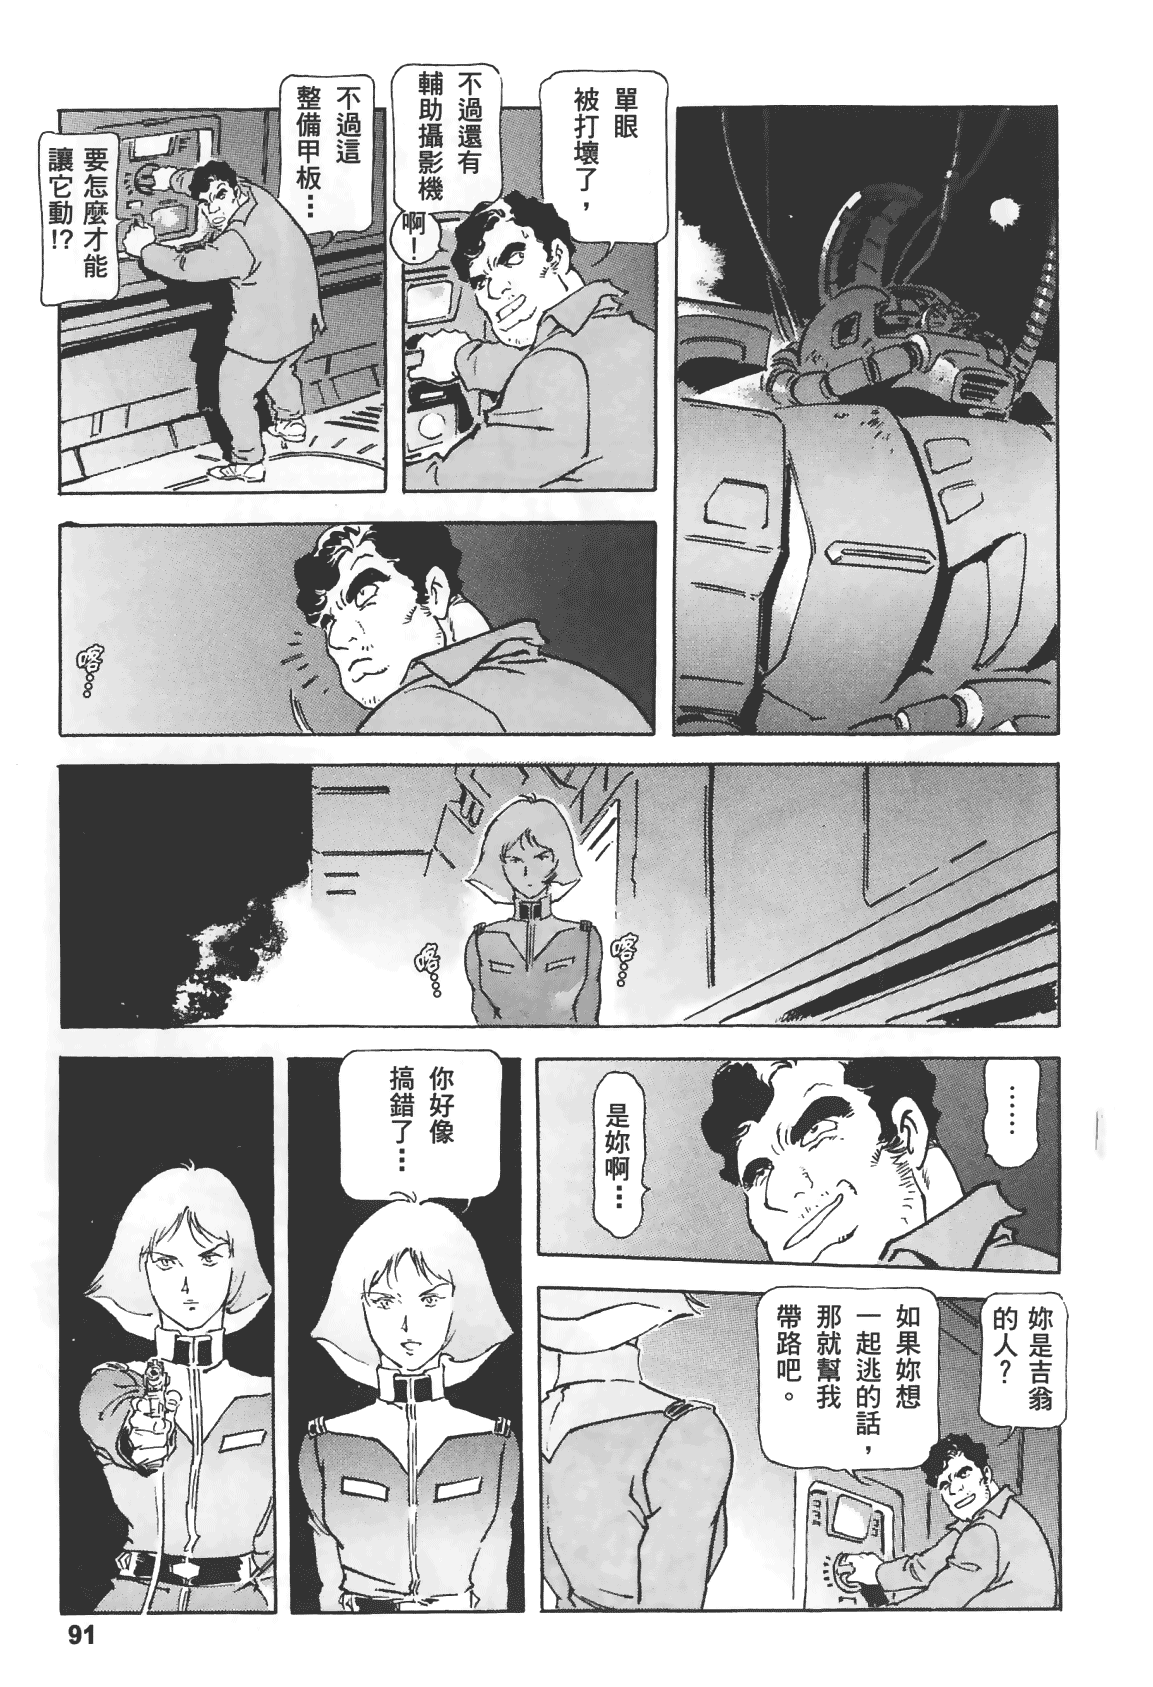 單眼
被打壞了，
不過還有
輔助攝影機
啊！
不過這
整備甲板…
要怎麼才能
讓它動!?
喀…
喀…
喀…
……
是妳啊…
妳是吉翁
的人？
如果妳想
一起逃的話，
那就幫我
帶路吧。
你好像
搞錯了…
91